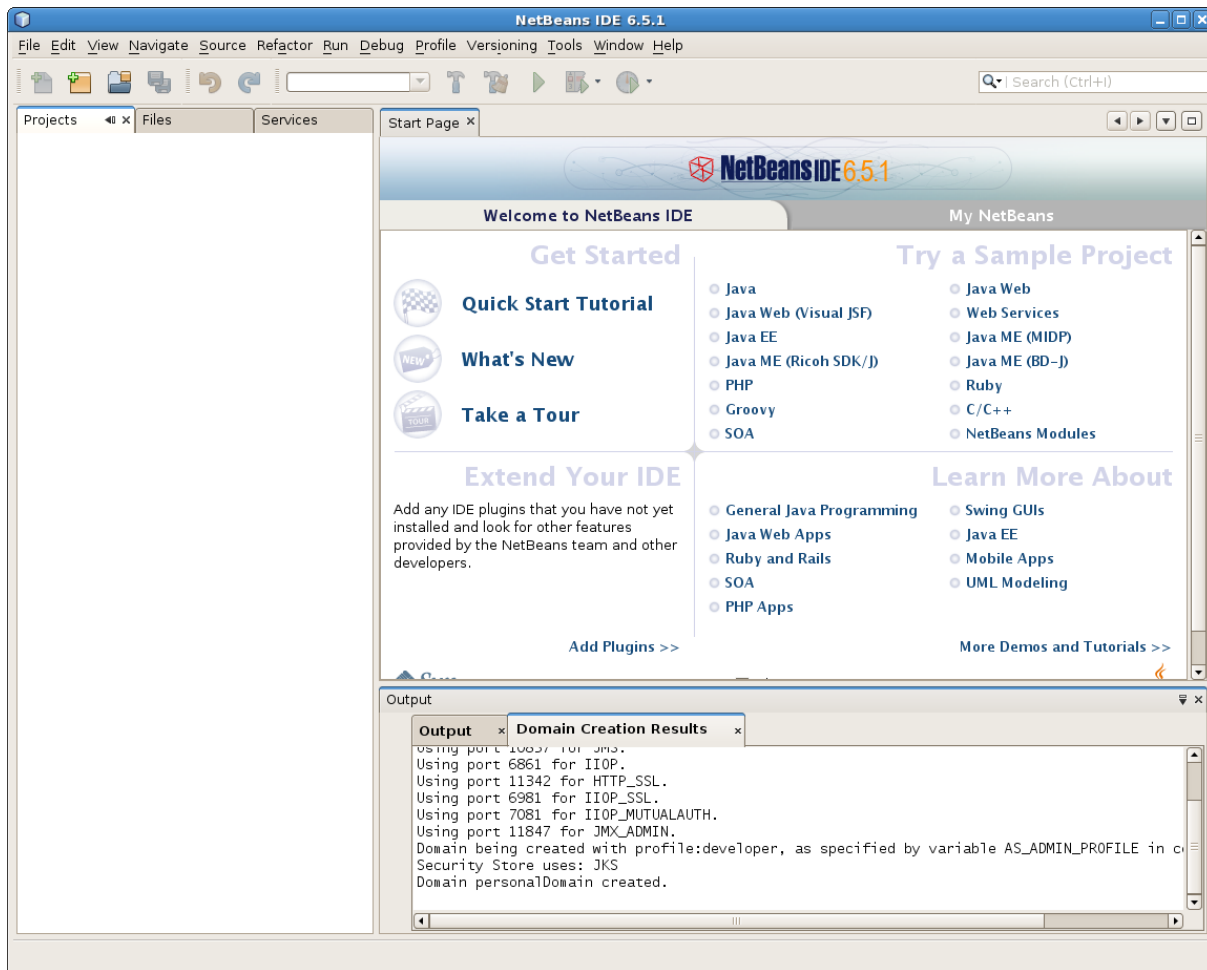 NetBeans IDE 6.5.1
File Edit View Navigate Source Refactor Run Debug Profile Versioning Tools Window Help
Search (Ctrl+I)
Projects Files Services
Start Page
NetBeans IDE 6.5.1
Welcome to NetBeans IDE
My NetBeans
Get Started
Quick Start Tutorial
NEW
What's New
TOUR
Take a Tour
Try a Sample Project
Java
Java Web (Visual JSF)
Java EE
Java ME (Ricoh SDK/J)
PHP
Groovy
SOA
Java Web
Web Services
Java ME (MIDP)
Java ME (BD-J)
Ruby
C/C++
NetBeans Modules
Extend Your IDE
Add any IDE plugins that you have not yet
installed and look for other features
provided by the NetBeans team and other
developers.
Add Plugins >>
Learn More About
General Java Programming
Java Web Apps
Ruby and Rails
SOA
PHP Apps
Swing GUIs
Java EE
Mobile Apps
UML Modeling
More Demos and Tutorials >>
Output
Output
Domain Creation Results
Using port 10857 for JMS.
Using port 6861 for IIOP.
Using port 11342 for HTTP_SSL.
Using port 6981 for IIOP_SSL.
Using port 7081 for IIOP_MUTUALAUTH.
Using port 11847 for JMX_ADMIN.
Domain being created with profile:developer, as specified by variable AS_ADMIN_PROFILE in
Security Store uses: JKS
Domain personalDomain created.